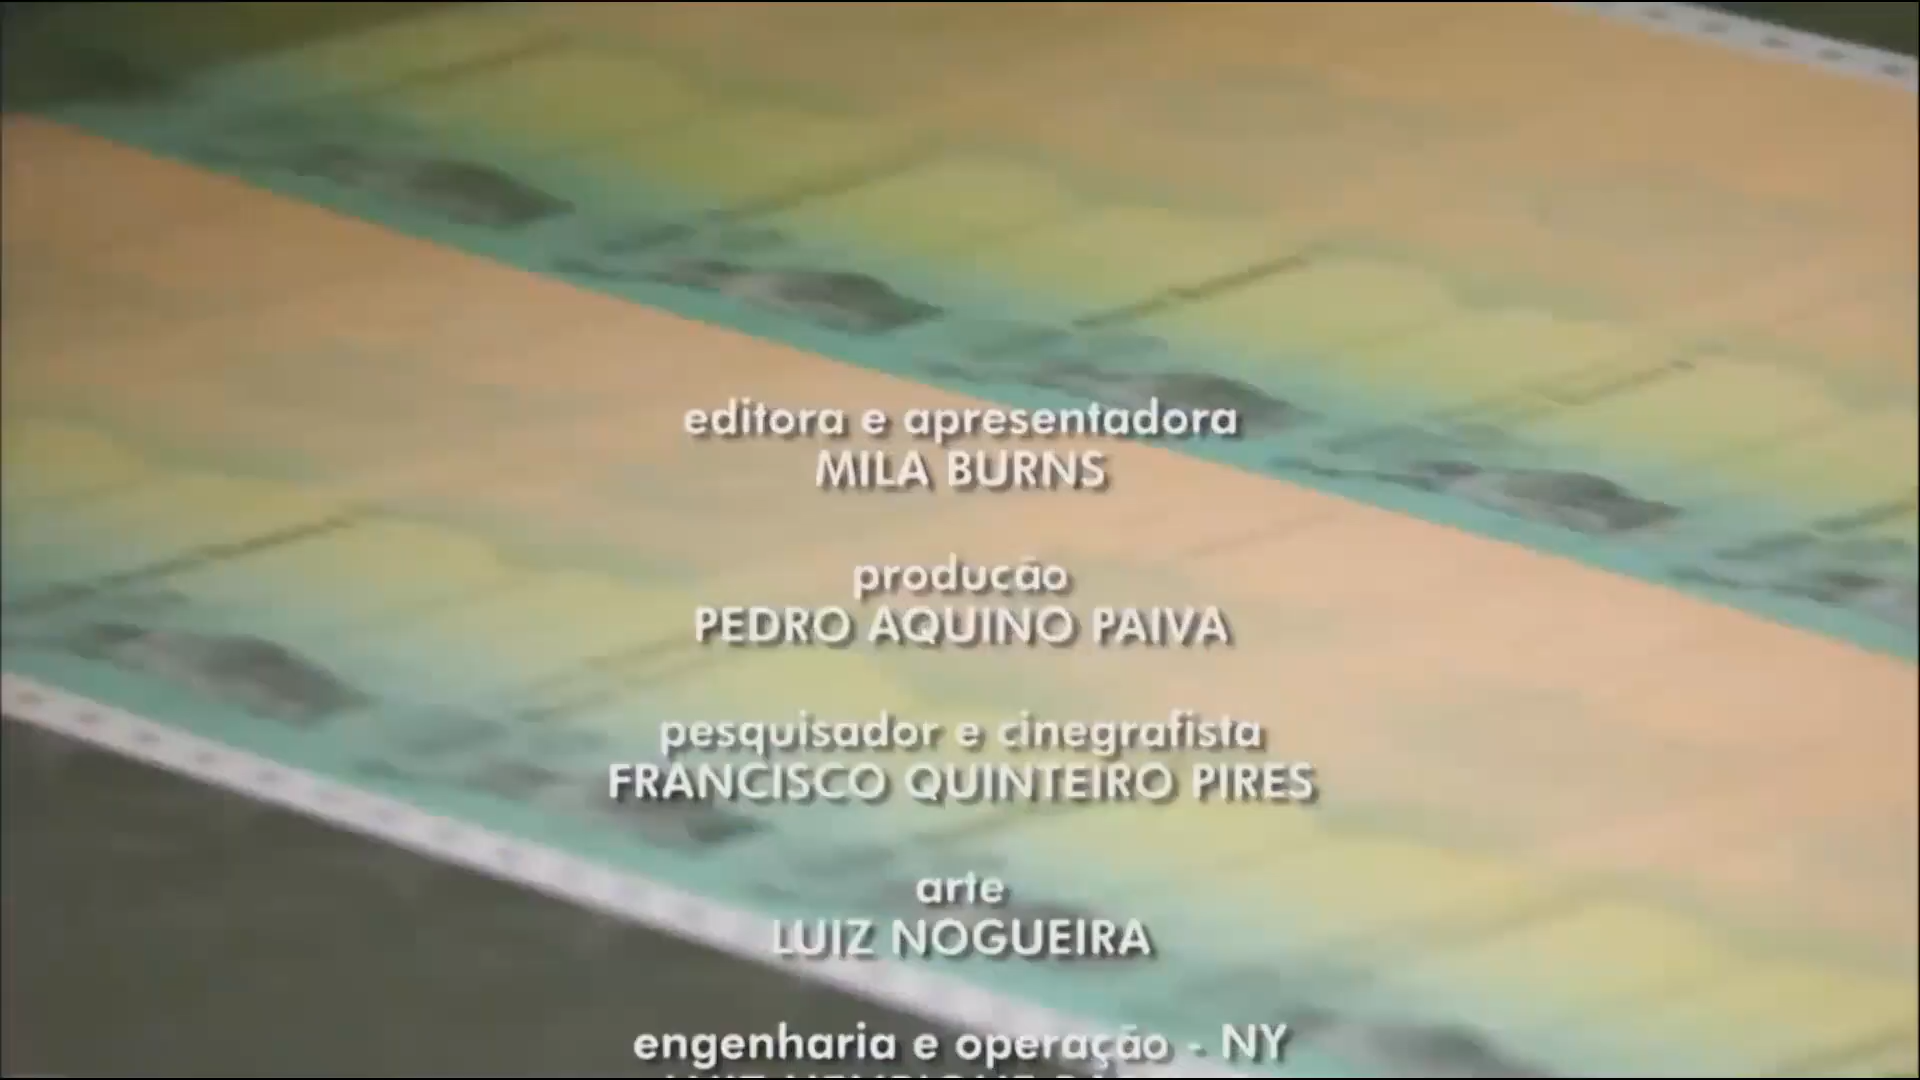 editora e apresentadora
MILA BURNS
producão
PEDRO AQUINO PAIVA
pesquisador e cinegrafista
FRANCISCO QUINTEIRO PIRES
arte
LUIZ NOGUEIRA
engenharia e operação - NY